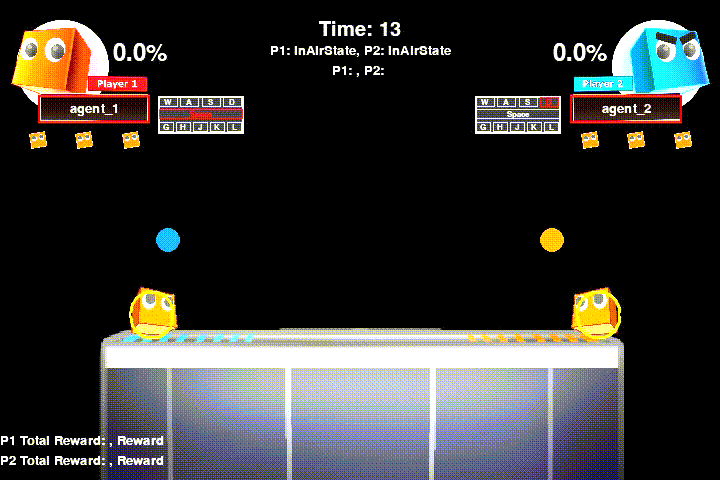 Time: 13
P1: InAirState, P2: InAirState
P1: , P2:
0.0%
Player 1
agent_1
W A S D
G H J K L
0.0%
Player 2
agent_2
W A S
Space
G H J K L
P1 Total Reward: , Reward
P2 Total Reward: , Reward